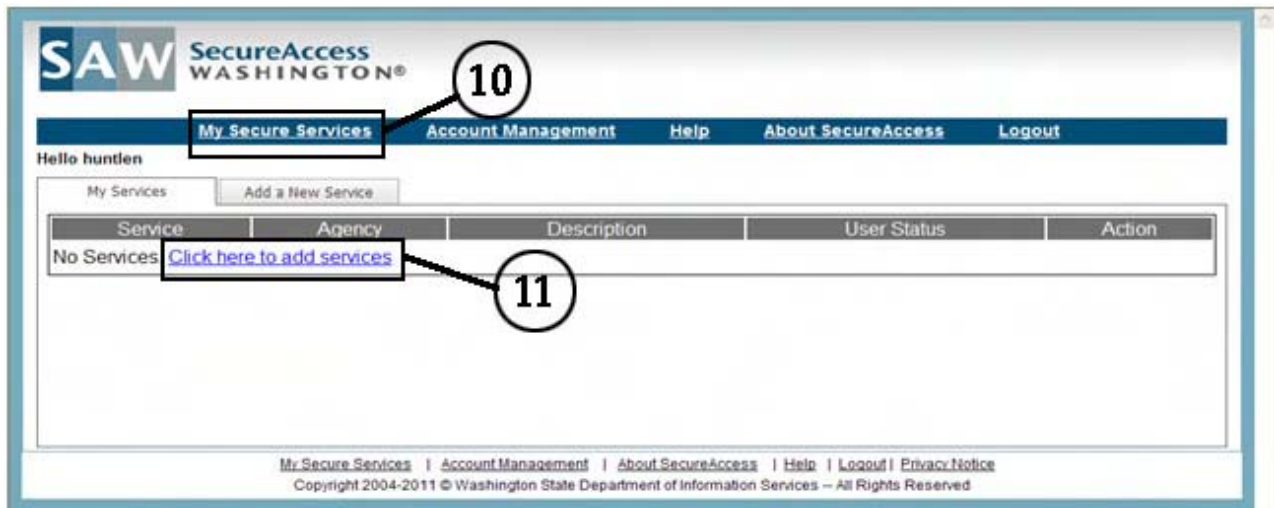 SAW SecureAccess
WASHINGTON®
10
My Secure Services Account Management Help About SecureAccess Logout
Hello huntlen
My Services Add a New Service
Service Agency Description User Status Action
No Services Click here to add services
11
My Secure Services | Account Management | About SecureAccess | Help | Logout | Privacy Notice
Copyright 2004-2011 © Washington State Department of Information Services – All Rights Reserved